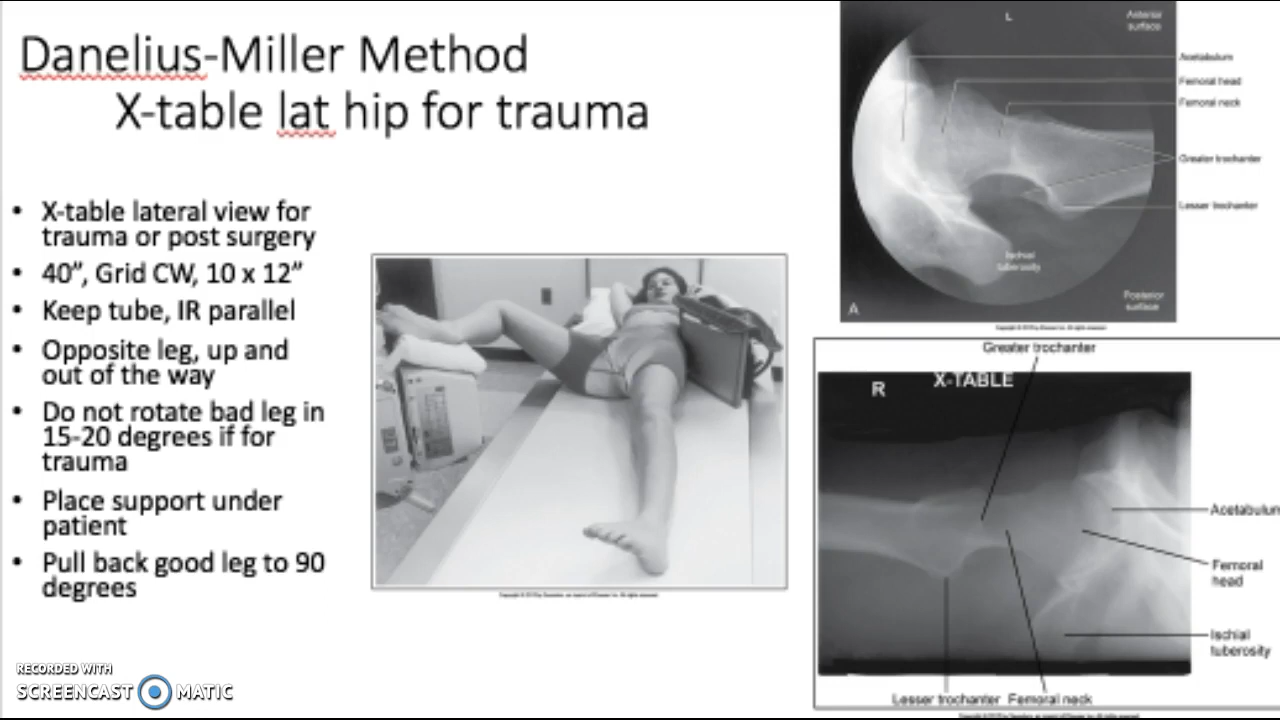 Danelius-Miller Method
X-table lat hip for trauma
• X-table lateral view for
trauma or post surgery
• 40”, Grid CW, 10 x 12”
• Keep tube, IR parallel
• Opposite leg, up and
out of the way
• Do not rotate bad leg in
15-20 degrees if for
trauma
• Place support under
patient
• Pull back good leg to 90
degrees
L
Anterior
surface
Acetabulum
Femoral head
Femoral neck
Greater trochanter
Lesser trochanter
Ischial
tuberosity
Posterior
surface
A
Greater trochanter
R
X-TABLE
Acetabulum
Femoral
head
Ischial
tuberosity
Lesser trochanter Femoral neck
RECORDED WITH
SCREENCAST MATIC